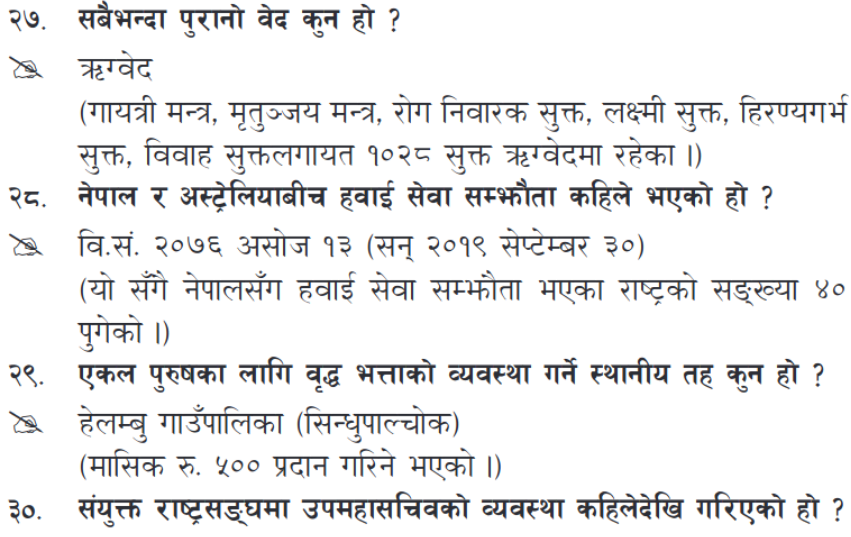 २७. सबैभन्दा पुरानो वेद कुन हो ?
ऋग्वेद
(गायत्री मन्त्र, मृतुञ्जय मन्त्र, रोग निवारक सुक्त, लक्ष्मी सुक्त, हिरण्यगर्भ
सुक्त, विवाह सुक्तलगायत १०२८ सुक्त ऋग्वेदमा रहेका ।)
२८. नेपाल र अस्ट्रेलियाबीच हवाई सेवा सम्झौता कहिले भएको हो ?
वि.सं. २०७६ असोज १३ (सन् २०१९ सेप्टेम्बर ३०)
(यो सँगै नेपालसँग हवाई सेवा सम्झौता भएका राष्ट्रको सङ्ख्या ४०
पुगेको ।)
२९. एकल पुरुषका लागि वृद्ध भत्ताको व्यवस्था गर्ने स्थानीय तह कुन हो ?
हेलम्बु गाउँपालिका (सिन्धुपाल्चोक)
(मासिक रु. ५०० प्रदान गरिने भएको ।)
३०. संयुक्त राष्ट्रसङ्घमा उपमहासचिवको व्यवस्था कहिलेदेखि गरिएको हो ?